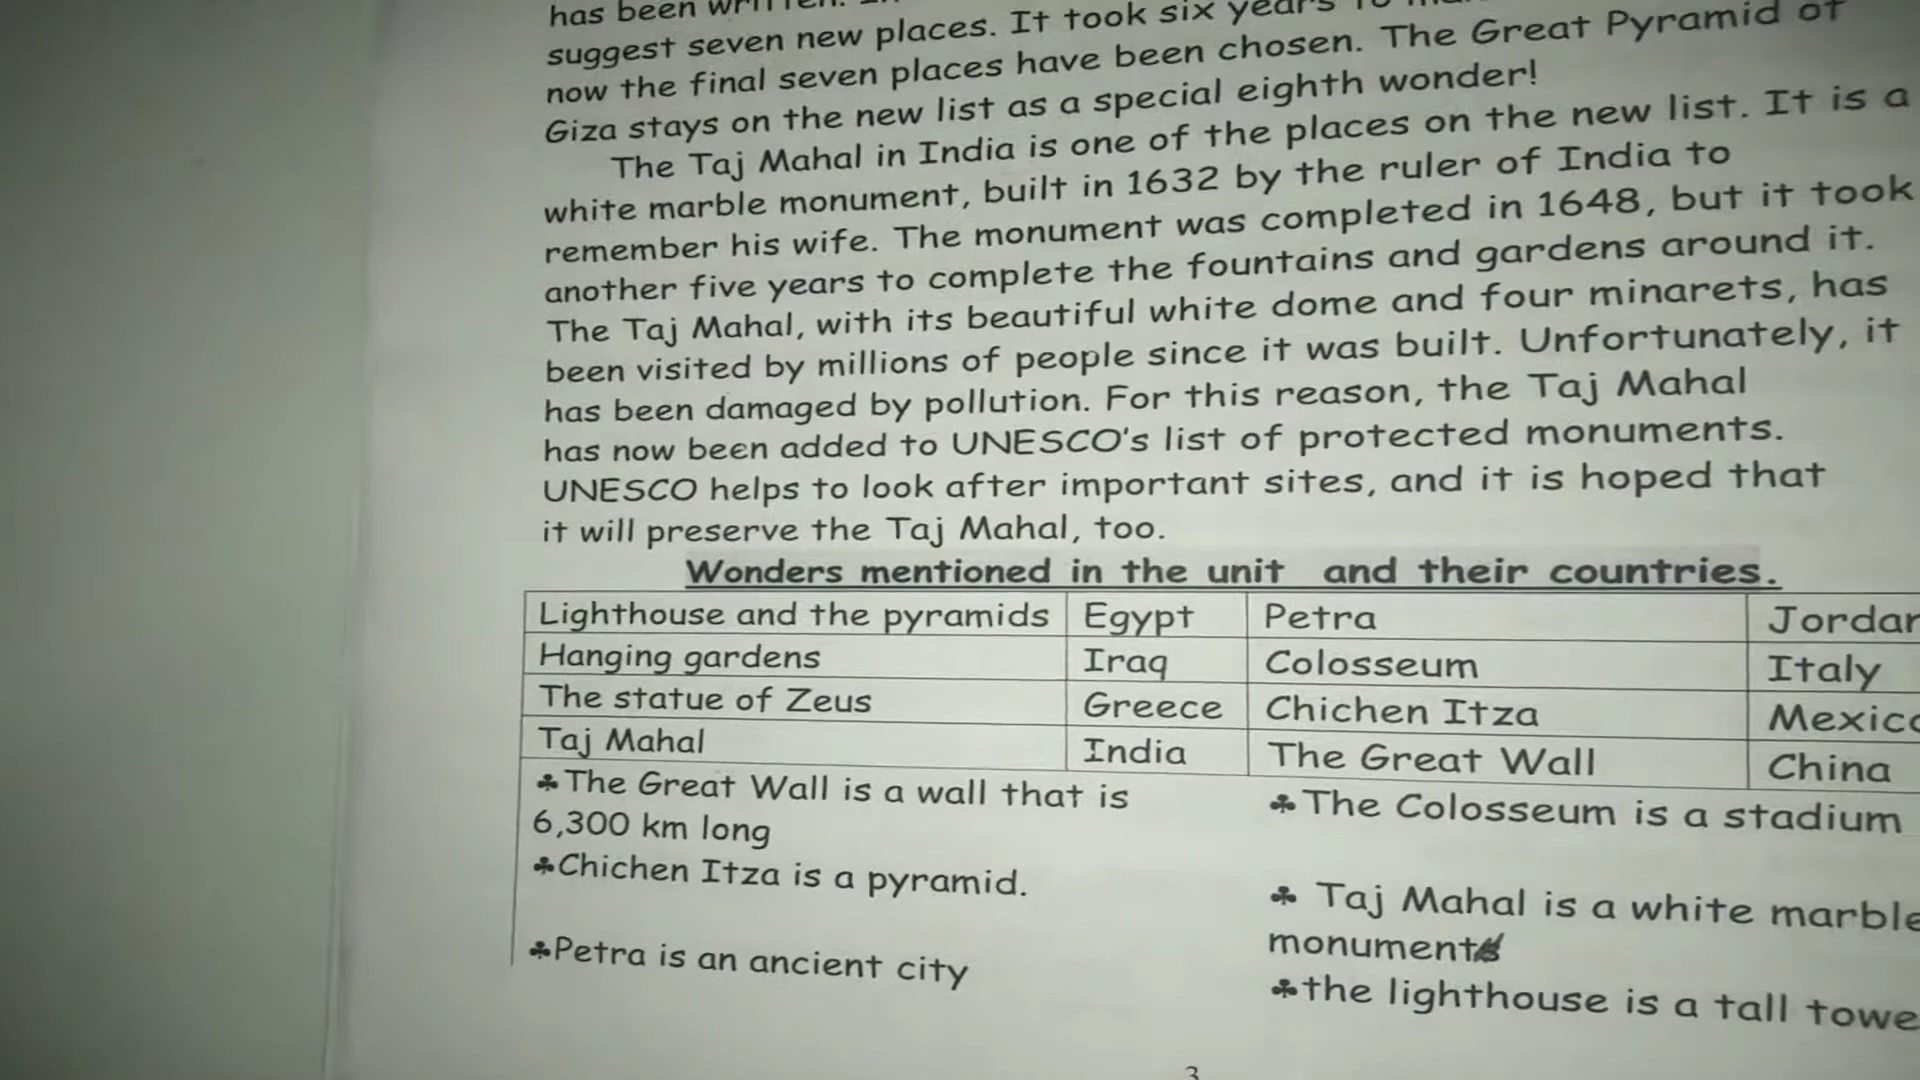 has been written.
suggest seven new places. It took six years to
now the final seven places have been chosen. The Great Pyramid of
Giza stays on the new list as a special eighth wonder!
The Taj Mahal in India is one of the places on the new list. It is a
white marble monument, built in 1632 by the ruler of India to
remember his wife. The monument was completed in 1648, but it took
another five years to complete the fountains and gardens around it.
The Taj Mahal, with its beautiful white dome and four minarets, has
been visited by millions of people since it was built. Unfortunately, it
has been damaged by pollution. For this reason, the Taj Mahal
has now been added to UNESCO's list of protected monuments.
UNESCO helps to look after important sites, and it is hoped that
it will preserve the Taj Mahal, too.
Wonders mentioned in the unit and their countries.
Lighthouse and the pyramids Egypt Petra Jordan
Hanging gardens Iraq Colosseum Italy
The statue of Zeus Greece Chichen Itza Mexico
Taj Mahal India The Great Wall China
♣The Great Wall is a wall that is
6,300 km long
♣Chichen Itza is a pyramid.
♣Petra is an ancient city
♣The Colosseum is a stadium
♣ Taj Mahal is a white marble
monument
♣the lighthouse is a tall towe
3